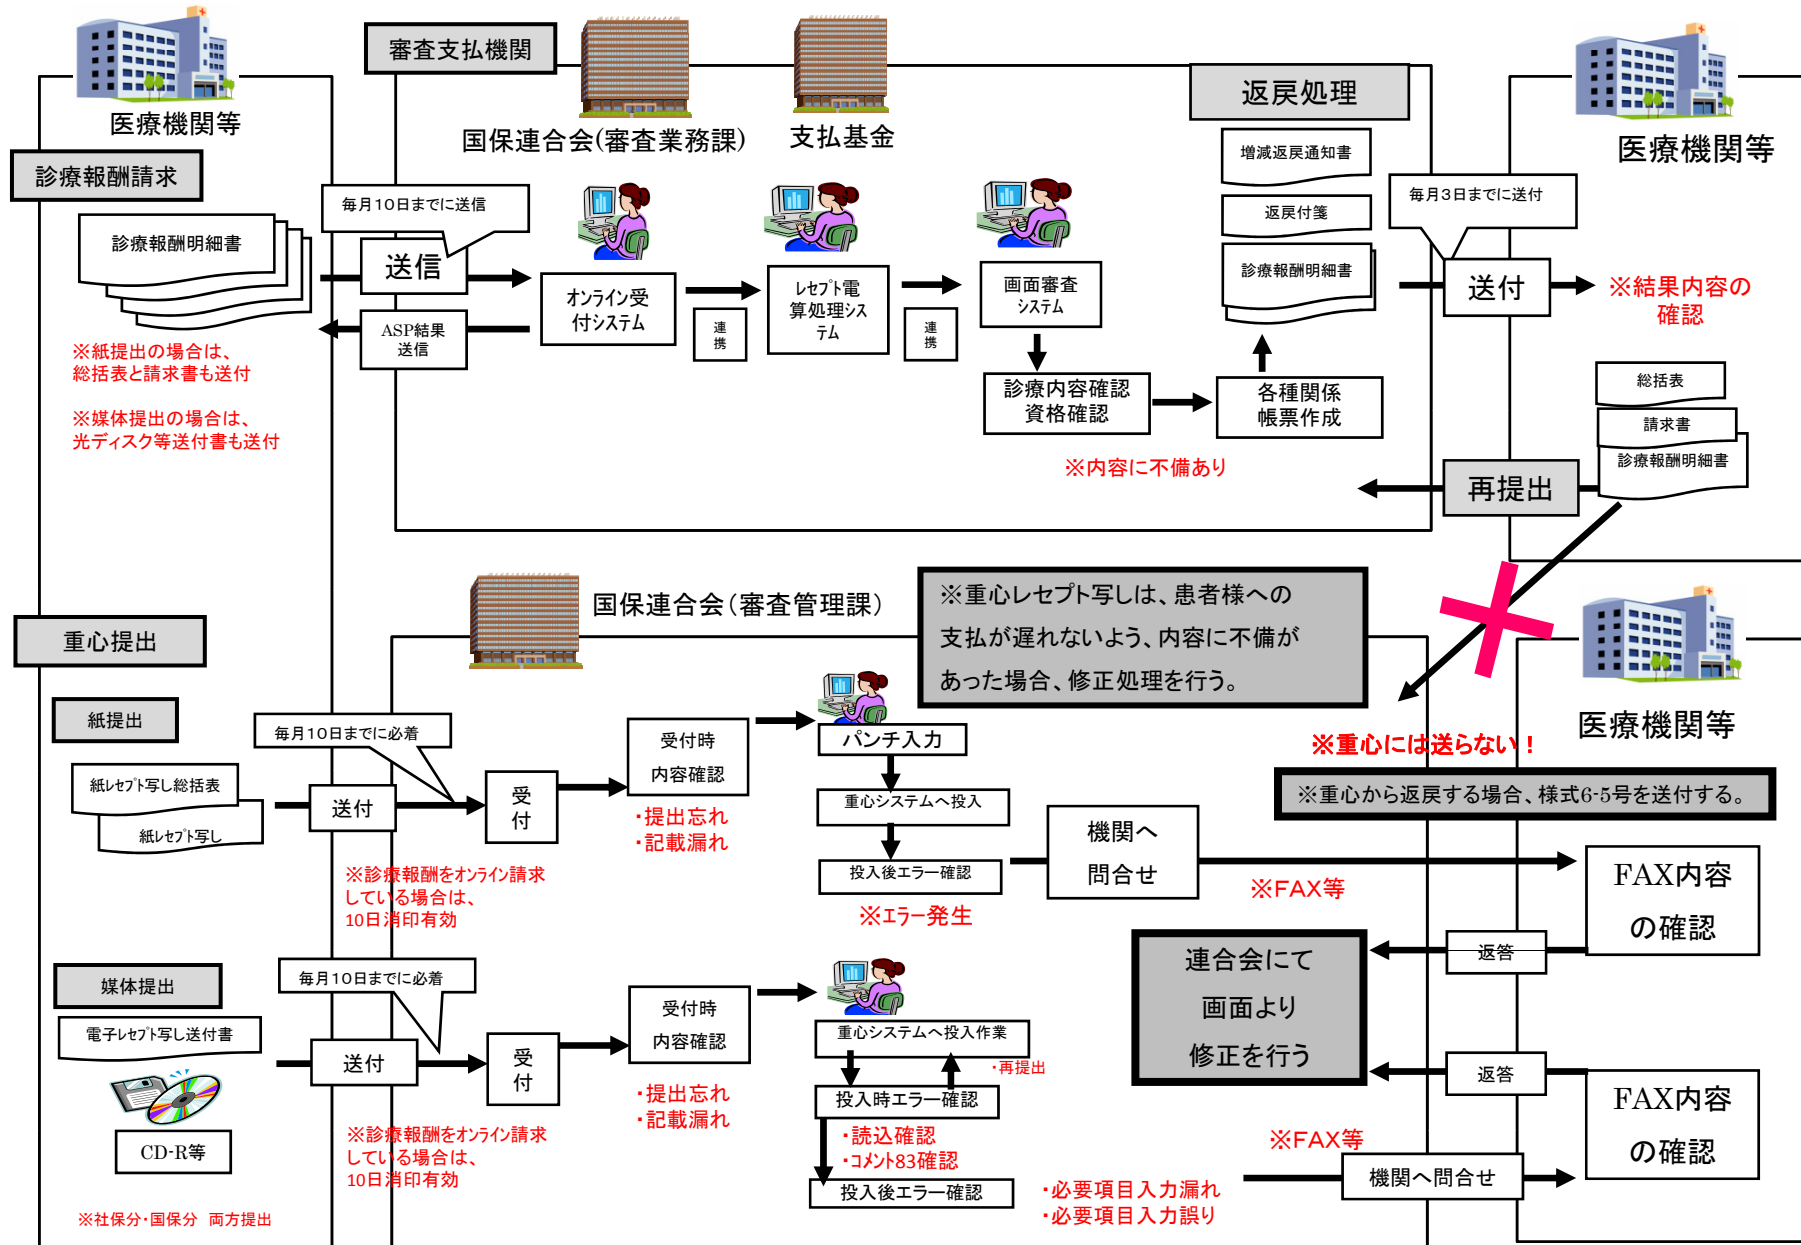 医療機関等
診療報酬請求
診療報酬明細書
※紙提出の場合は、
総括表と請求書も送付
※媒体提出の場合は、
光ディスク等送付書も送付
審査支払機関
国保連合会(審査業務課)
支払基金
毎月10日までに送信
送信
ASP結果
送信
オンライン受
付システム
連
携
レセプト電
算処理シス
テム
連
携
画面審査
システム
診療内容確認
資格確認
※内容に不備あり
各種関係
帳票作成
返戻処理
増減返戻通知書
返戻付箋
診療報酬明細書
毎月3日までに送付
送付
医療機関等
※結果内容の
確認
総括表
請求書
診療報酬明細書
再提出
重心提出
国保連合会(審査管理課)
※重心レセプト写しは、患者様への
支払が遅れないよう、内容に不備が
あった場合、修正処理を行う。
医療機関等
※重心には送らない！
※重心から返戻する場合、様式6-5号を送付する。
紙提出
紙レセプト写し総括表
紙レセプト写し
毎月10日までに必着
送付
※診療報酬をオンライン請求
している場合は、
10日消印有効
受
付
受付時
内容確認
・提出忘れ
・記載漏れ
パンチ入力
重心システムへ投入
投入後エラー確認
※エラー発生
機関へ
問合せ
※FAX等
FAX内容
の確認
返答
連合会にて
画面より
修正を行う
媒体提出
電子レセプト写し送付書
CD-R等
※社保分・国保分 両方提出
毎月10日までに必着
送付
※診療報酬をオンライン請求
している場合は、
10日消印有効
受
付
受付時
内容確認
・提出忘れ
・記載漏れ
重心システムへ投入作業
・再提出
投入時エラー確認
・読込確認
・コメント83確認
投入後エラー確認
・必要項目入力漏れ
・必要項目入力誤り
※FAX等
機関へ問合せ
返答
FAX内容
の確認